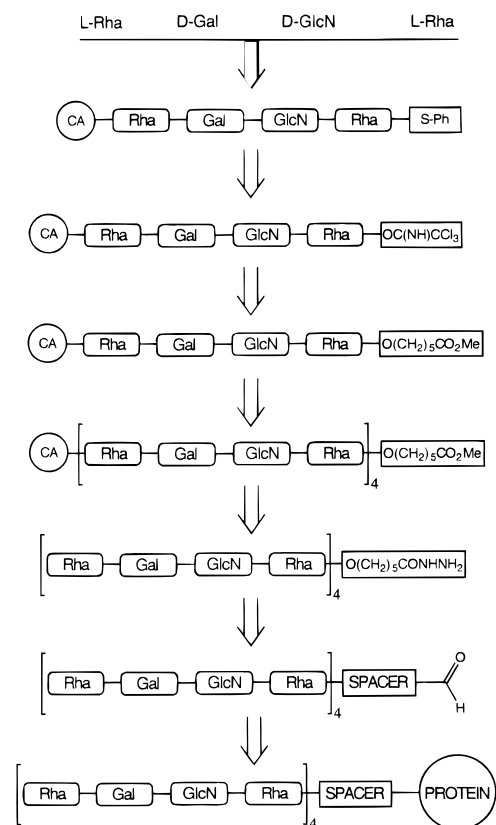 L-Rha D-Gal D-GlcN L-Rha
CA Rha Gal GlcN Rha S-Ph
CA Rha Gal GlcN Rha OC(NH)CCl3
CA Rha Gal GlcN Rha O(CH2)5CO2Me
CA [ Rha Gal GlcN Rha ]4 O(CH2)5CO2Me
[ Rha Gal GlcN Rha ]4 O(CH2)5CONHNH2
[ Rha Gal GlcN Rha ]4 SPACER O H
[ Rha Gal GlcN Rha ]4 SPACER PROTEIN